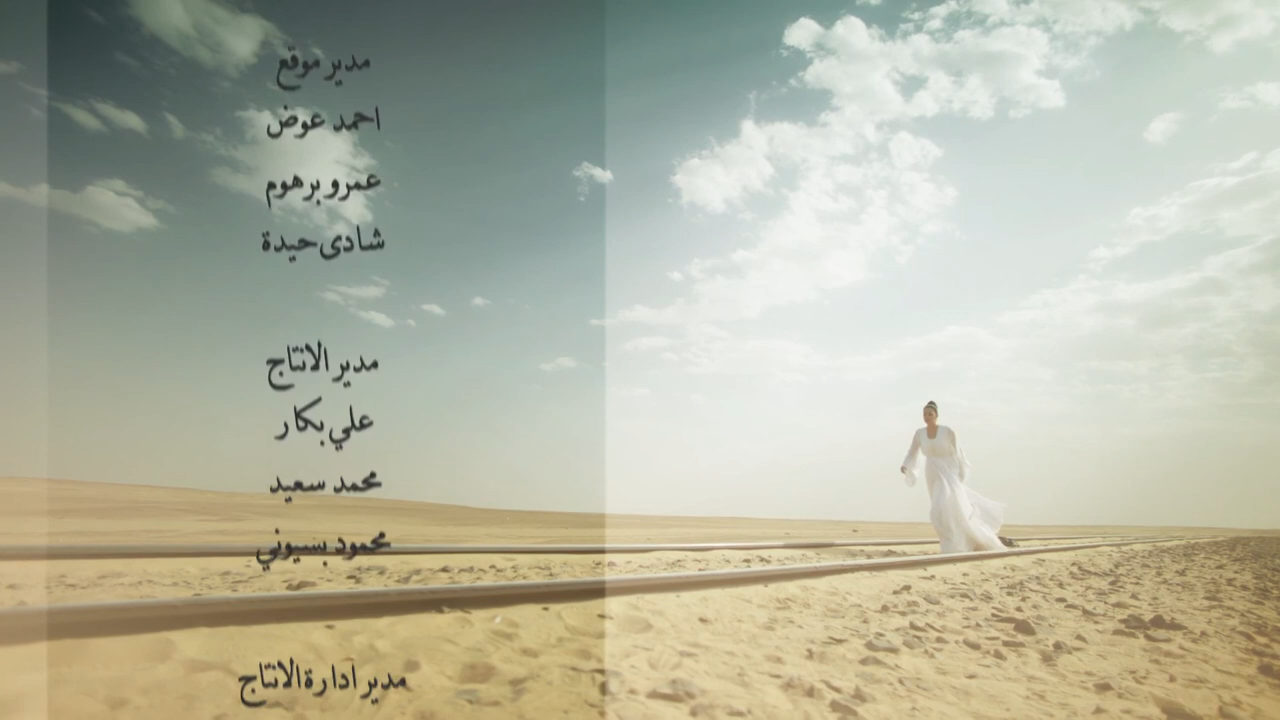 مدير موقع
احمد عوض
عمرو برهوم
شادى حيدة
مدير الانتاج
علي بكار
محمد سعيد
محمود بسيوني
مدير ادارة الانتاج